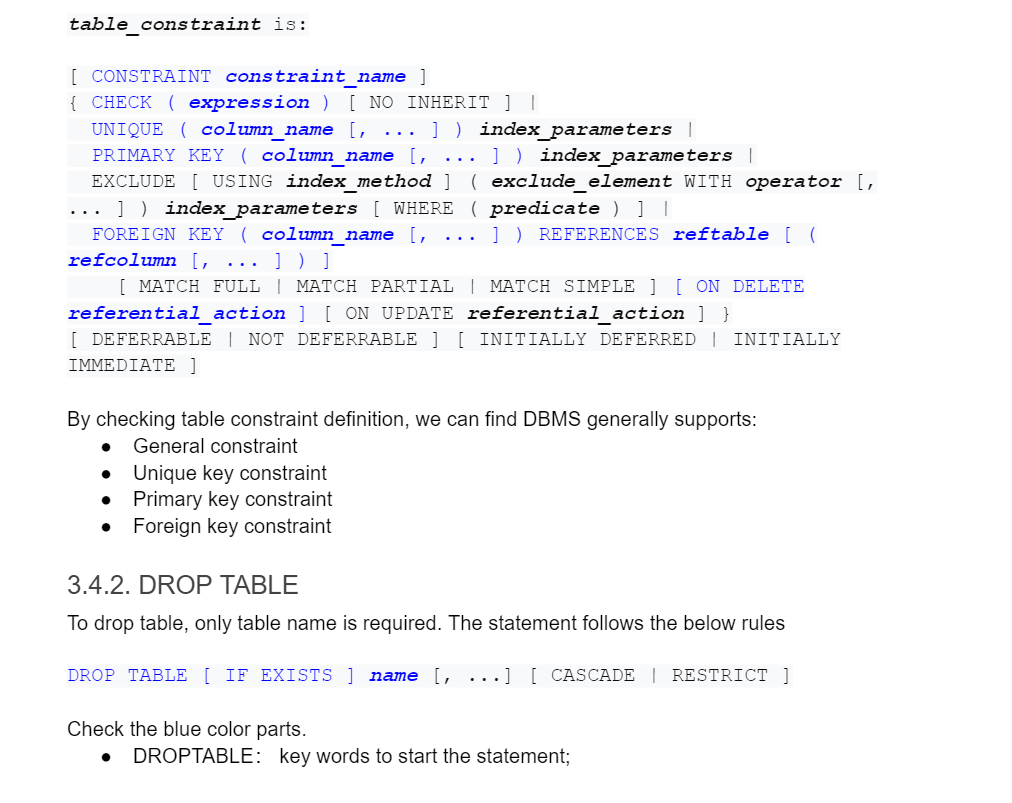 table_constraint is:
[ CONSTRAINT constraint_name ]
{ CHECK ( expression ) [ NO INHERIT ] |
UNIQUE ( column_name [, ... ] ) index_parameters |
PRIMARY KEY ( column_name [, ... ] ) index_parameters |
EXCLUDE [ USING index_method ] ( exclude_element WITH operator [,
... ] ) index_parameters [ WHERE ( predicate ) ] |
FOREIGN KEY ( column_name [, ... ] ) REFERENCES reftable [ (
refcolumn [, ... ] ) ]
[ MATCH FULL | MATCH PARTIAL | MATCH SIMPLE ] [ ON DELETE
referential_action ] [ ON UPDATE referential_action ] }
[ DEFERRABLE | NOT DEFERRABLE ] [ INITIALLY DEFERRED | INITIALLY
IMMEDIATE ]
By checking table constraint definition, we can find DBMS generally supports:
● General constraint
● Unique key constraint
● Primary key constraint
● Foreign key constraint
3.4.2. DROP TABLE
To drop table, only table name is required. The statement follows the below rules
DROP TABLE [ IF EXISTS ] name [, ...] [ CASCADE | RESTRICT ]
Check the blue color parts.
● DROPTABLE: key words to start the statement;